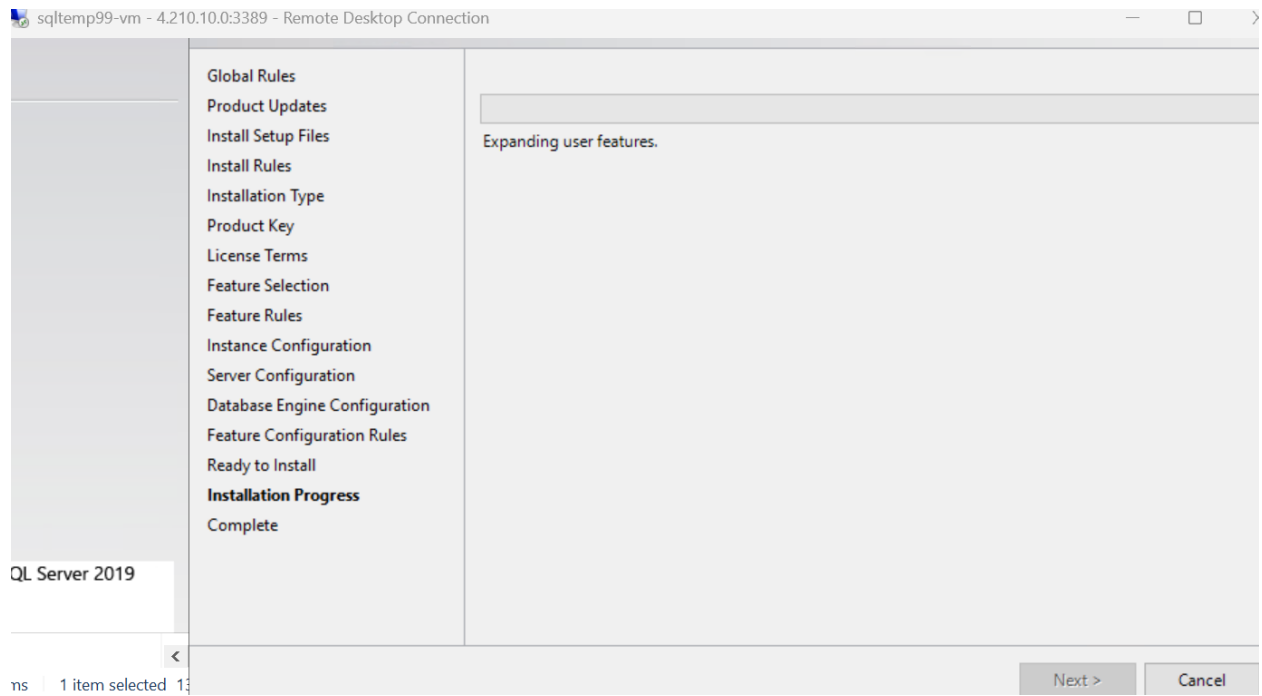 sqltemp99-vm - 4.210.10.0:3389 - Remote Desktop Connection
Global Rules
Product Updates
Install Setup Files
Install Rules
Installation Type
Product Key
License Terms
Feature Selection
Feature Rules
Instance Configuration
Server Configuration
Database Engine Configuration
Feature Configuration Rules
Ready to Install
Installation Progress
Complete
Expanding user features.
QL Server 2019
ms 1 item selected 13
Next >
Cancel